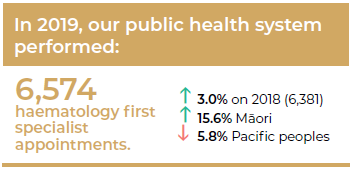 In 2019, our public health system
performed:
6,574
haematology first
specialist
appointments.
↑ 3.0% on 2018 (6,381)
↑ 15.6% Māori
↓ 5.8% Pacific peoples